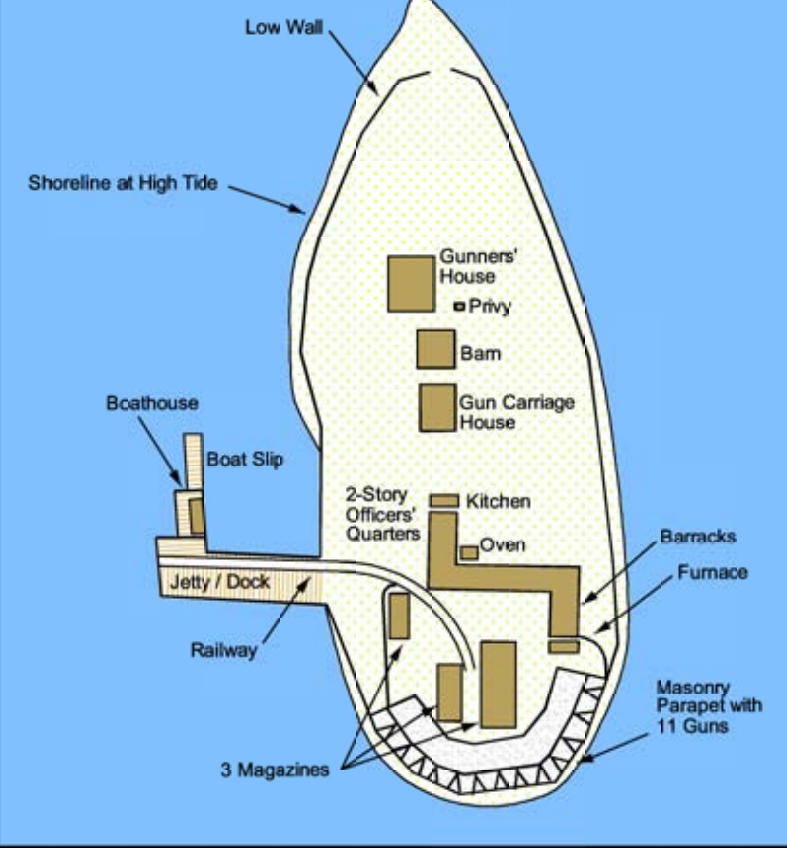 Low Wall
Shoreline at High Tide
Gunners'
House
Privy
Barn
Gun Carriage
House
Boathouse
Boat Slip
2-Story
Officers'
Quarters
Kitchen
Oven
Barracks
Furnace
Jetty / Dock
Railway
Masonry
Parapet with
11 Guns
3 Magazines